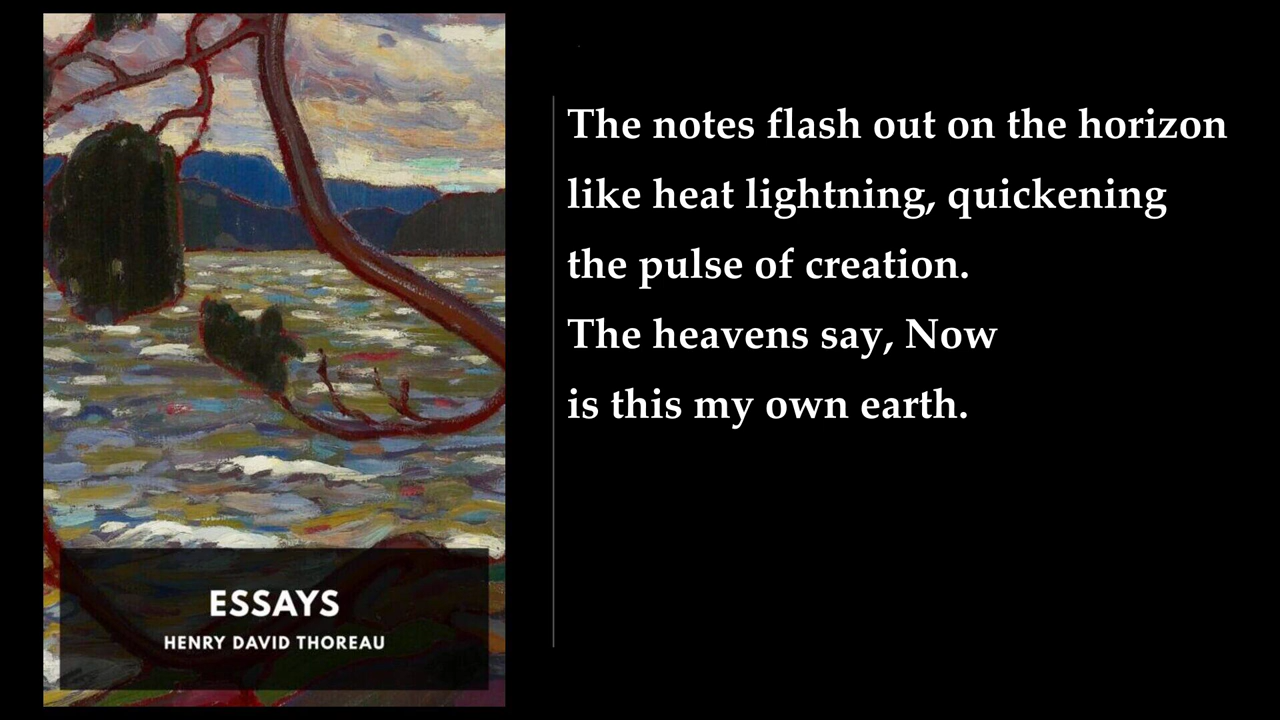 ESSAYS
HENRY DAVID THOREAU
The notes flash out on the horizon
like heat lightning, quickening
the pulse of creation.
The heavens say, Now
is this my own earth.